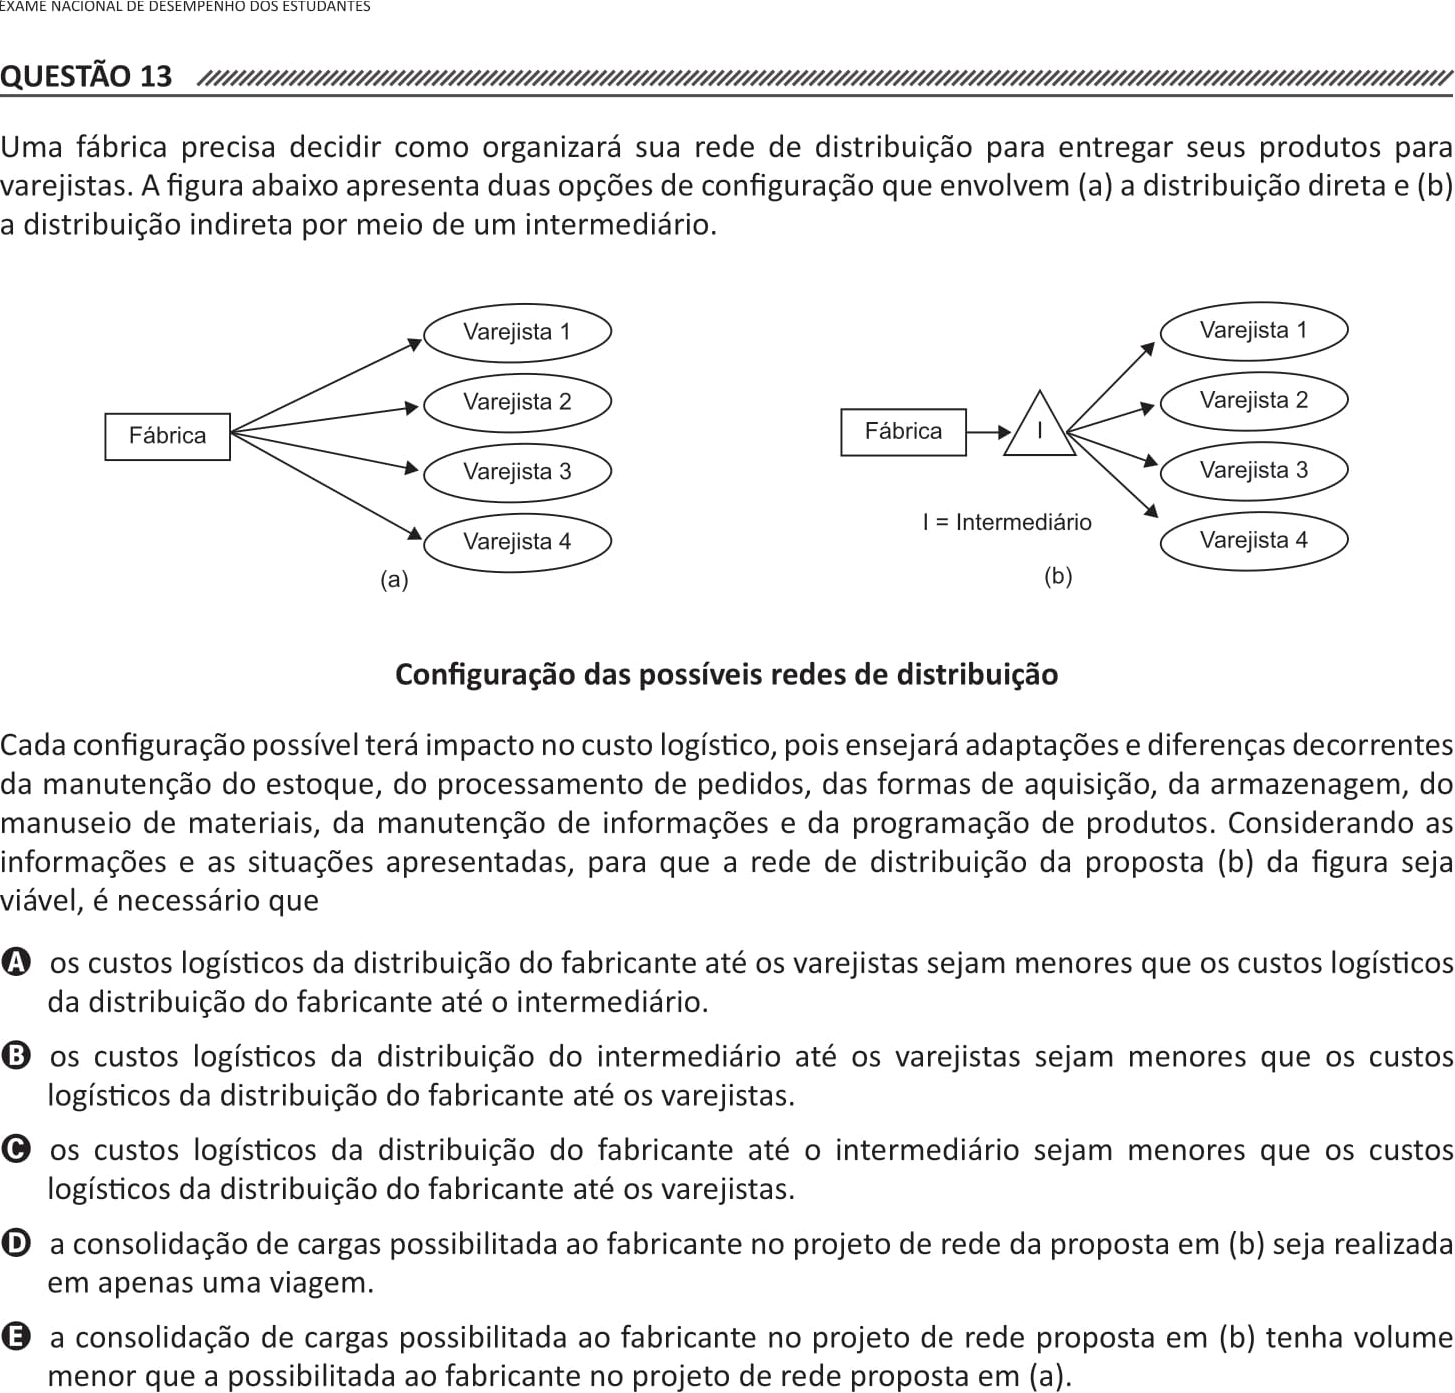 EXAME NACIONAL DE DESEMPENHO DOS ESTUDANTES
QUESTÃO 13
Uma fábrica precisa decidir como organizará sua rede de distribuição para entregar seus produtos para
varejistas. A figura abaixo apresenta duas opções de configuração que envolvem (a) a distribuição direta e (b)
a distribuição indireta por meio de um intermediário.
Fábrica
Varejista 1
Varejista 2
Varejista 3
Varejista 4
(a)
Fábrica
I
Varejista 1
Varejista 2
Varejista 3
Varejista 4
I = Intermediário
(b)
Configuração das possíveis redes de distribuição
Cada configuração possível terá impacto no custo logístico, pois ensejará adaptações e diferenças decorrentes
da manutenção do estoque, do processamento de pedidos, das formas de aquisição, da armazenagem, do
manuseio de materiais, da manutenção de informações e da programação de produtos. Considerando as
informações e as situações apresentadas, para que a rede de distribuição da proposta (b) da figura seja
viável, é necessário que
A os custos logísticos da distribuição do fabricante até os varejistas sejam menores que os custos logísticos
da distribuição do fabricante até o intermediário.
B os custos logísticos da distribuição do intermediário até os varejistas sejam menores que os custos
logísticos da distribuição do fabricante até os varejistas.
C os custos logísticos da distribuição do fabricante até o intermediário sejam menores que os custos
logísticos da distribuição do fabricante até os varejistas.
D a consolidação de cargas possibilitada ao fabricante no projeto de rede da proposta em (b) seja realizada
em apenas uma viagem.
E a consolidação de cargas possibilitada ao fabricante no projeto de rede proposta em (b) tenha volume
menor que a possibilitada ao fabricante no projeto de rede proposta em (a).